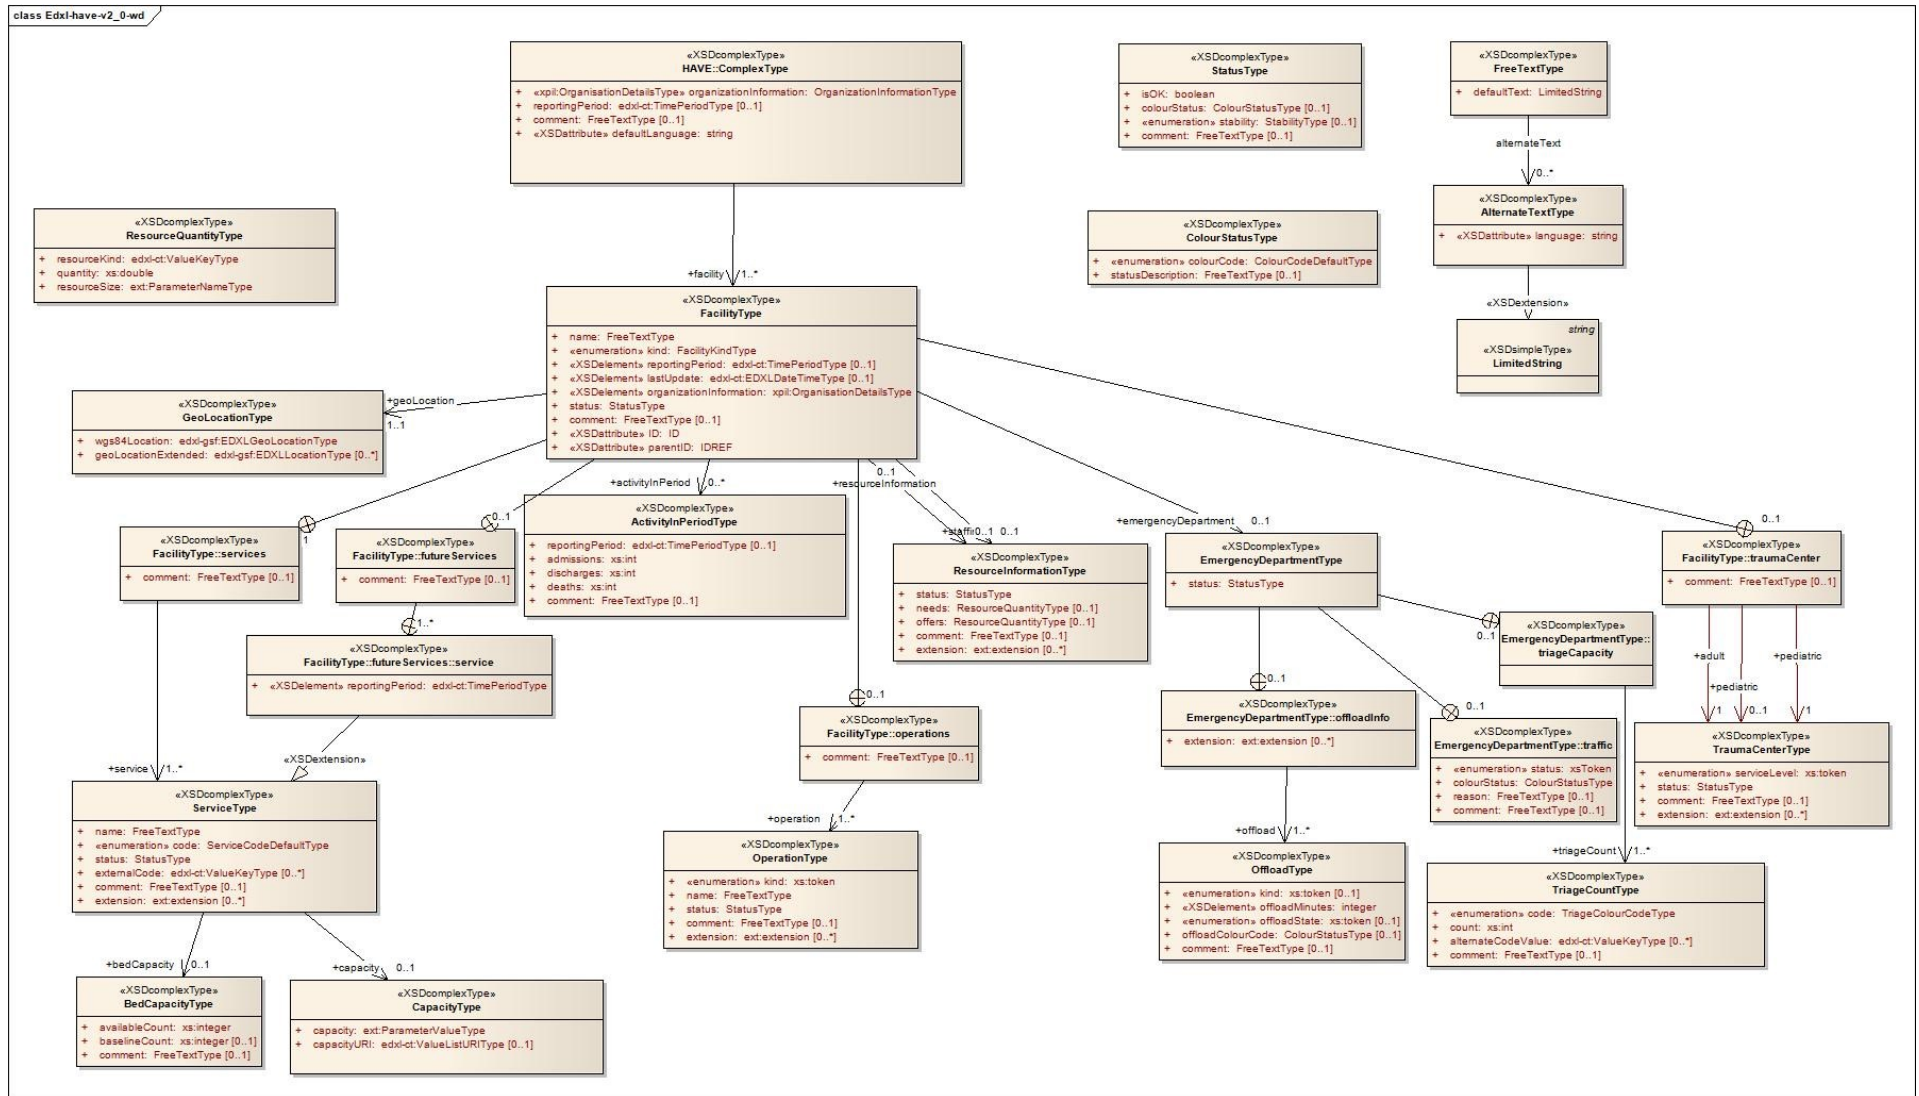 class Edxl-have-v2_0-wd
«XSDcomplexType»
HAVE::ComplexType
+ «xpil:OrganisationDetailsType» organizationInformation: OrganizationInformationType
+ reportingPeriod: edxl-ct:TimePeriodType [0..1]
+ comment: FreeTextType [0..1]
+ «XSDattribute» defaultLanguage: string
«XSDcomplexType»
StatusType
+ isOK: boolean
+ colourStatus: ColourStatusType [0..1]
+ «enumeration» stability: StabilityType [0..1]
+ comment: FreeTextType [0..1]
«XSDcomplexType»
FreeTextType
+ defaultText: LimitedString
alternateText
0..*
«XSDcomplexType»
AlternateTextType
+ «XSDattribute» language: string
«XSDextension»
string
«XSDsimpleType»
LimitedString
«XSDcomplexType»
ResourceQuantityType
+ resourceKind: edxl-ct:ValueKeyType
+ quantity: xs:double
+ resourceSize: ext:ParameterNameType
«XSDcomplexType»
ColourStatusType
+ «enumeration» colourCode: ColourCodeDefaultType
+ statusDescription: FreeTextType [0..1]
+facility 1..*
«XSDcomplexType»
FacilityType
+ name: FreeTextType
+ «enumeration» kind: FacilityKindType
+ «XSDelement» reportingPeriod: edxl-ct:TimePeriodType [0..1]
+ «XSDelement» lastUpdate: edxl-ct:EDXLDateTimeType [0..1]
+ «XSDelement» organizationInformation: xpil:OrganisationDetailsType
+ status: StatusType
+ comment: FreeTextType [0..1]
+ «XSDattribute» ID: ID
+ «XSDattribute» parentID: IDREF
+geoLocation
1..1
«XSDcomplexType»
GeoLocationType
+ wgs84Location: edxl-gsf:EDXLGeoLocationType
+ geoLocationExtended: edxl-gsf:EDXLLocationType [0..*]
1
«XSDcomplexType»
FacilityType::services
+ comment: FreeTextType [0..1]
0..1
«XSDcomplexType»
FacilityType::futureServices
+ comment: FreeTextType [0..1]
+activityInPeriod 0..*
«XSDcomplexType»
ActivityInPeriodType
+ reportingPeriod: edxl-ct:TimePeriodType [0..1]
+ admissions: xs:int
+ discharges: xs:int
+ deaths: xs:int
+ comment: FreeTextType [0..1]
0..1
+resourceInformation
0..1 0..1
«XSDcomplexType»
ResourceInformationType
+ status: StatusType
+ needs: ResourceQuantityType [0..1]
+ offers: ResourceQuantityType [0..1]
+ comment: FreeTextType [0..1]
+ extension: ext:extension [0..*]
+emergencyDepartment 0..1
«XSDcomplexType»
EmergencyDepartmentType
+ status: StatusType
0..1
«XSDcomplexType»
FacilityType::traumaCenter
+ comment: FreeTextType [0..1]
1..*
«XSDcomplexType»
FacilityType::futureServices::service
+ «XSDelement» reportingPeriod: edxl-ct:TimePeriodType
0..1
«XSDcomplexType»
EmergencyDepartmentType::
triageCapacity
+adult +pediatric
+pediatric
1 0..1 1
«XSDcomplexType»
TraumaCenterType
+ «enumeration» serviceLevel: xs:token
+ status: StatusType
+ comment: FreeTextType [0..1]
+ extension: ext:extension [0..*]
0..1
«XSDcomplexType»
FacilityType::operations
+ comment: FreeTextType [0..1]
0..1
«XSDcomplexType»
EmergencyDepartmentType::offloadInfo
+ extension: ext:extension [0..*]
0..1
«XSDcomplexType»
EmergencyDepartmentType::traffic
+ «enumeration» status: xsToken
+ colourStatus: ColourStatusType
+ reason: FreeTextType [0..1]
+ comment: FreeTextType [0..1]
«XSDextension»
+service 1..*
«XSDcomplexType»
ServiceType
+ name: FreeTextType
+ «enumeration» code: ServiceCodeDefaultType
+ status: StatusType
+ externalCode: edxl-ct:ValueKeyType [0..*]
+ comment: FreeTextType [0..1]
+ extension: ext:extension [0..*]
+operation 1..*
«XSDcomplexType»
OperationType
+ «enumeration» kind: xs:token
+ name: FreeTextType
+ status: StatusType
+ comment: FreeTextType [0..1]
+ extension: ext:extension [0..*]
+offload 1..*
«XSDcomplexType»
OffloadType
+ «enumeration» kind: xs:token [0..1]
+ «XSDelement» offloadMinutes: integer
+ «enumeration» offloadState: xs:token [0..1]
+ offloadColourCode: ColourStatusType [0..1]
+ comment: FreeTextType [0..1]
+triageCount 1..*
«XSDcomplexType»
TriageCountType
+ «enumeration» code: TriageColourCodeType
+ count: xs:int
+ alternateCodeValue: edxl-ct:ValueKeyType [0..*]
+ comment: FreeTextType [0..1]
+bedCapacity 0..1
«XSDcomplexType»
BedCapacityType
+ availableCount: xs:integer
+ baselineCount: xs:integer [0..1]
+ comment: FreeTextType [0..1]
+capacity 0..1
«XSDcomplexType»
CapacityType
+ capacity: ext:ParameterValueType
+ capacityURI: edxl-ct:ValueListURIType [0..1]